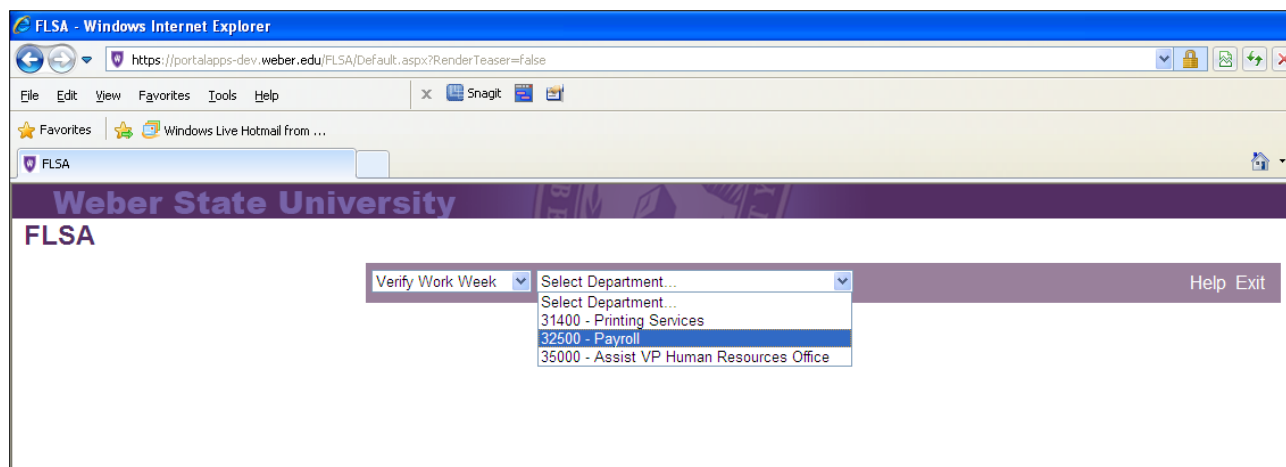 FLSA - Windows Internet Explorer
https://portalapps-dev.weber.edu/FLSA/Default.aspx?RenderTeaser=false
File Edit View Favorites Tools Help x Snagit
Favorites Windows Live Hotmail from ...
FLSA
Weber State University
FLSA
Verify Work Week Select Department... Help Exit
Select Department...
31400 - Printing Services
32500 - Payroll
35000 - Assist VP Human Resources Office